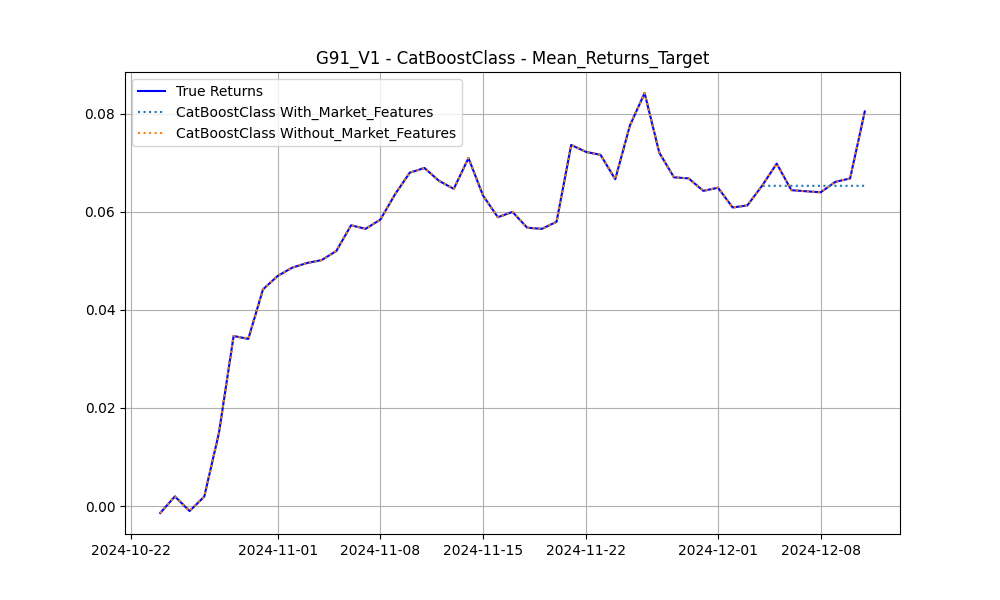 G91_V1 - CatBoostClass - Mean_Returns_Target
True Returns
CatBoostClass With_Market_Features
CatBoostClass Without_Market_Features
0.08
0.06
0.04
0.02
0.00
2024-10-22 2024-11-01 2024-11-08 2024-11-15 2024-11-22 2024-12-01 2024-12-08